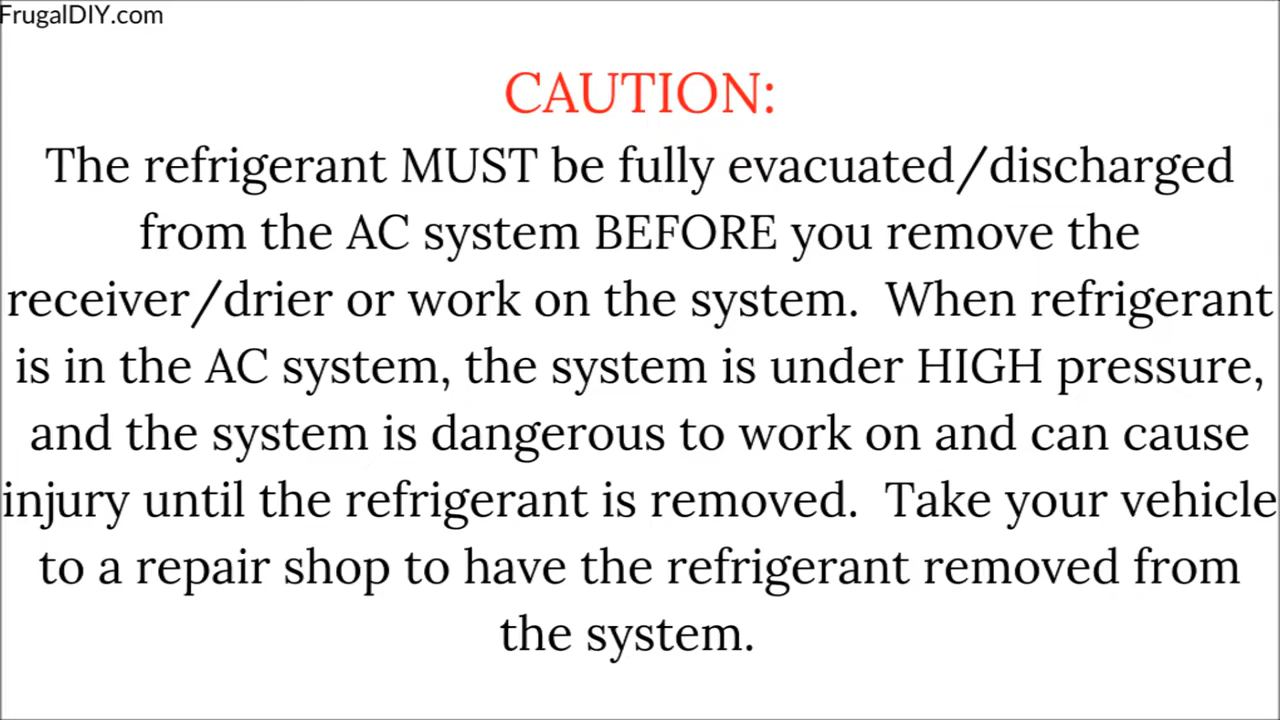 FrugalDIY.com
CAUTION:
The refrigerant MUST be fully evacuated/discharged
from the AC system BEFORE you remove the
receiver/drier or work on the system.  When refrigerant
is in the AC system, the system is under HIGH pressure,
and the system is dangerous to work on and can cause
injury until the refrigerant is removed.  Take your vehicle
to a repair shop to have the refrigerant removed from
the system.